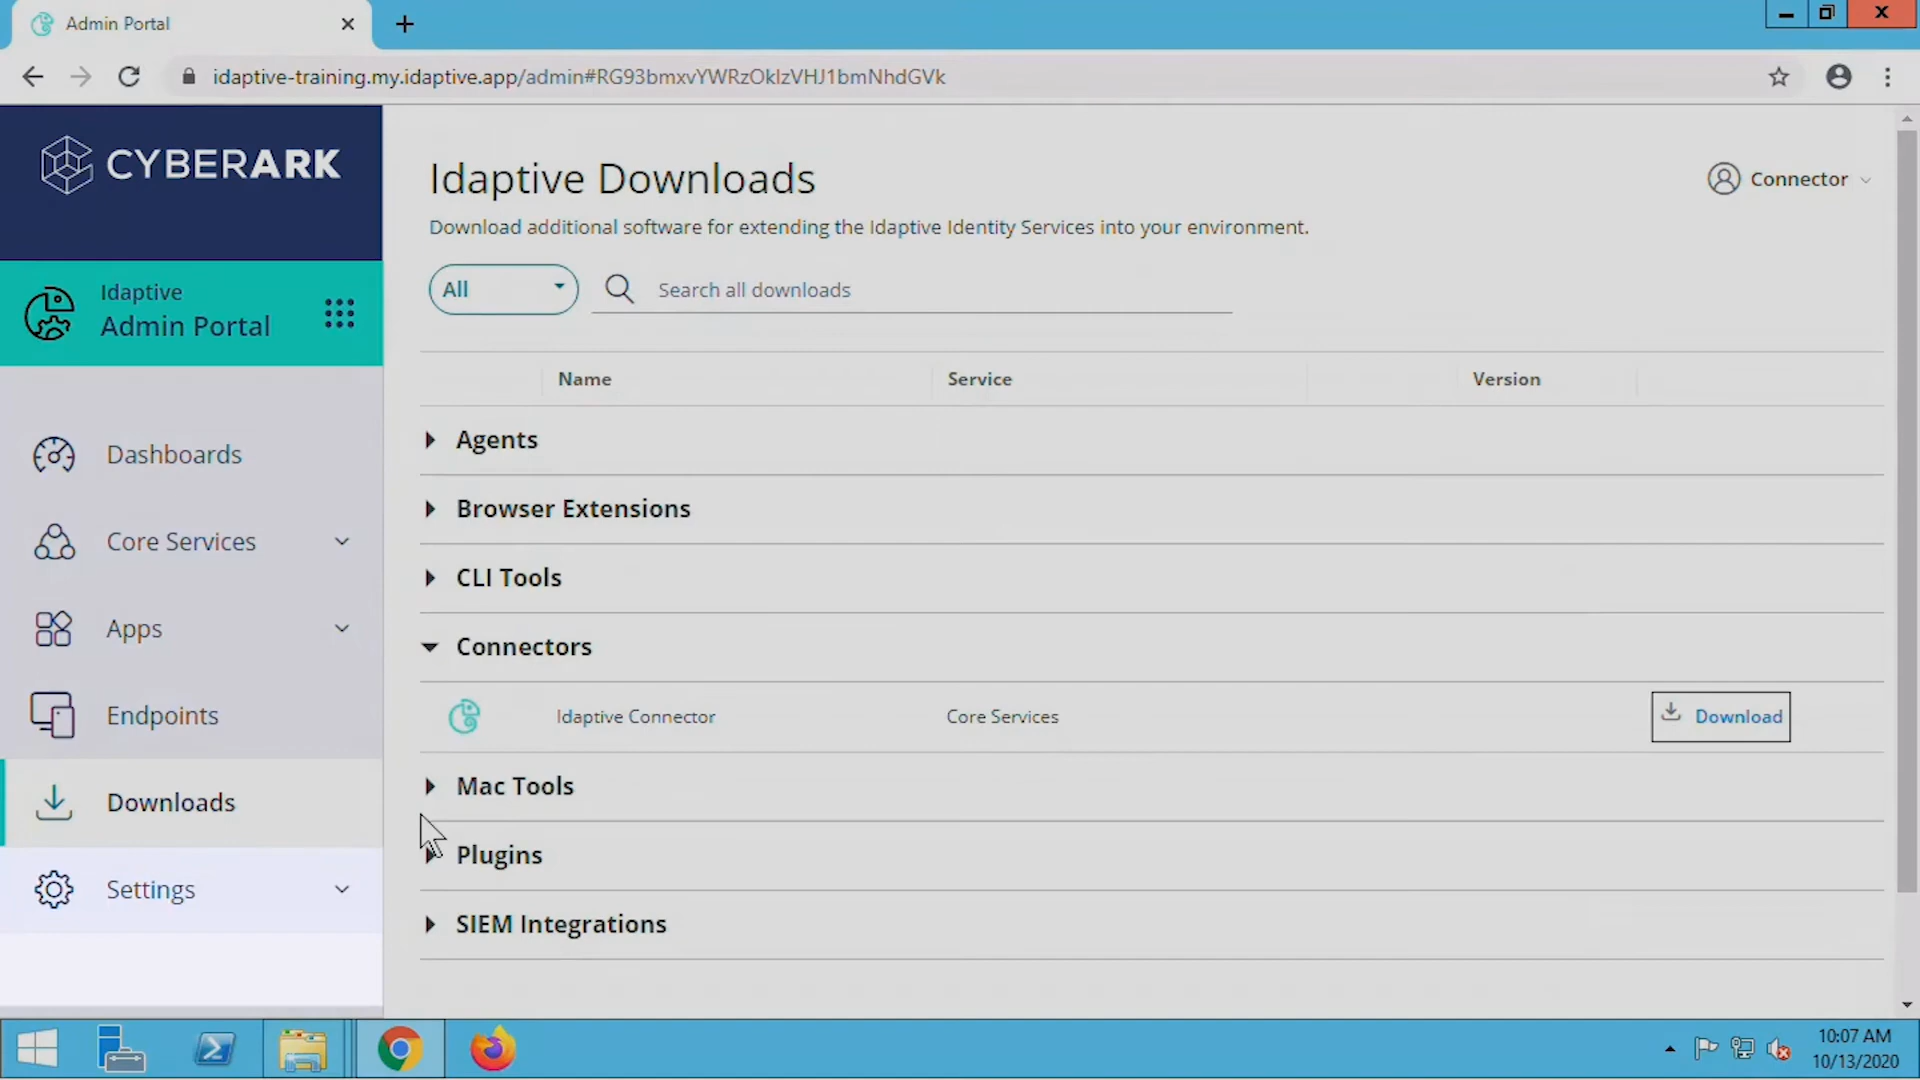 Admin Portal
idaptive-training.my.idaptive.app/admin#RG93bmxvYWRzOklzVHJ1bmNhdGVk
CYBERARK
Idaptive
Admin Portal
Dashboards
Core Services
Apps
Endpoints
Downloads
Settings
Idaptive Downloads
Connector
Download additional software for extending the Idaptive Identity Services into your environment.
All
Search all downloads
Name Service Version
Agents
Browser Extensions
CLI Tools
Connectors
Idaptive Connector Core Services Download
Mac Tools
Plugins
SIEM Integrations
10:07 AM
10/13/2020